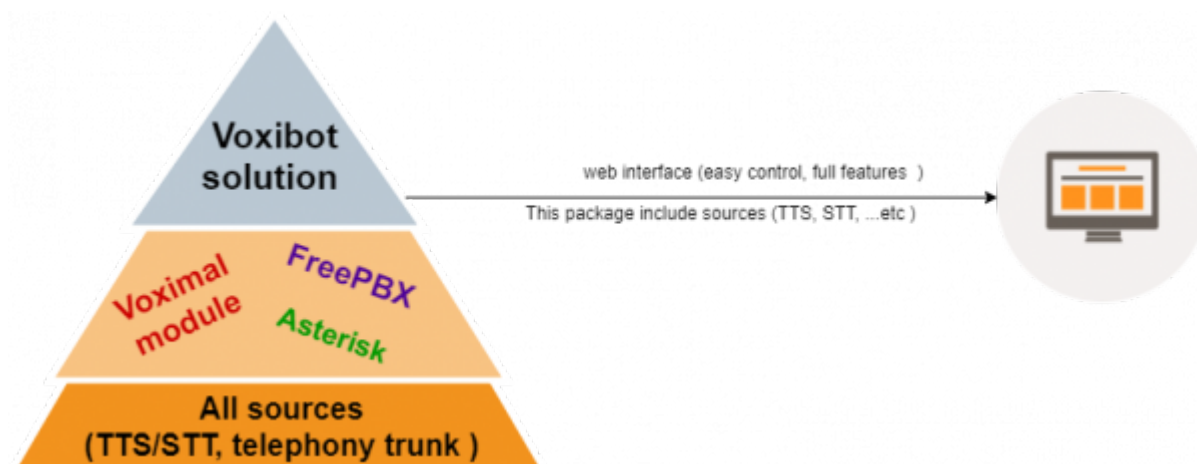 Voxibot
solution
web interface (easy control, full features )
This package include sources (TTS, STT, ...etc )
Voximal
module
FreePBX
Asterisk
All sources
(TTS/STT, telephony trunk )